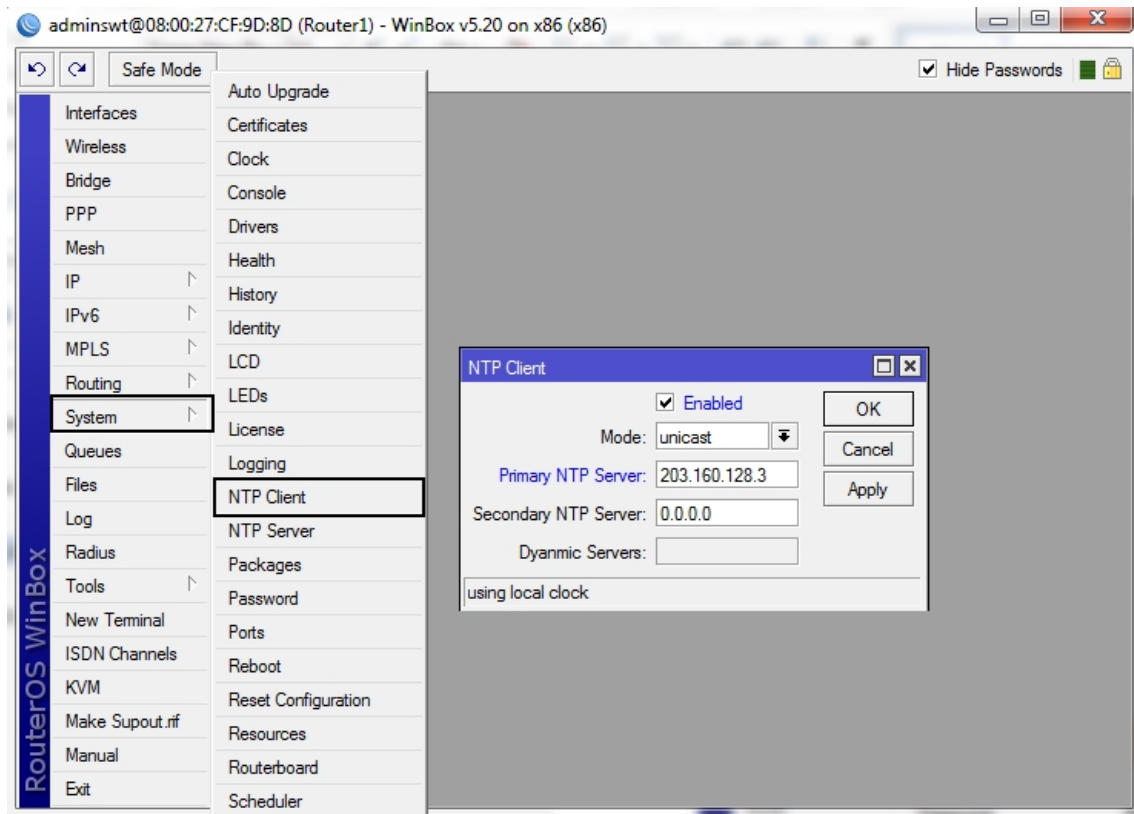 adminswt@08:00:27:CF:9D:8D (Router1) - WinBox v5.20 on x86 (x86)
Safe Mode
Hide Passwords
Interfaces
Wireless
Bridge
PPP
Mesh
IP
IPv6
MPLS
Routing
System
Queues
Files
Log
Radius
Tools
New Terminal
ISDN Channels
KVM
Make Supout.rif
Manual
Exit
RouterOS WinBox
Auto Upgrade
Certificates
Clock
Console
Drivers
Health
History
Identity
LCD
LEDs
License
Logging
NTP Client
NTP Server
Packages
Password
Ports
Reboot
Reset Configuration
Resources
Routerboard
Scheduler
NTP Client
Enabled
Mode: unicast
Primary NTP Server: 203.160.128.3
Secondary NTP Server: 0.0.0.0
Dyanmic Servers:
using local clock
OK
Cancel
Apply